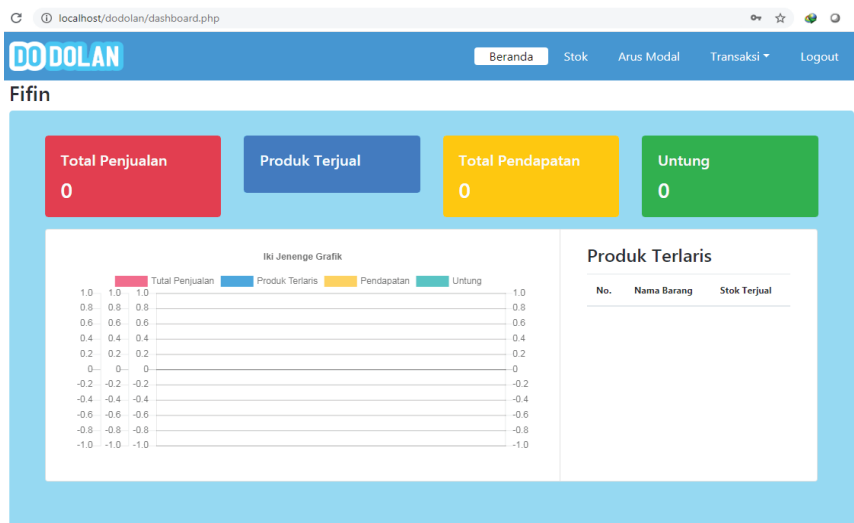 localhost/dodolan/dashboard.php
DODOLAN
Beranda Stok Arus Modal Transaksi Logout
Fifin
Total Penjualan
0
Produk Terjual
Total Pendapatan
0
Untung
0
Iki Jenenge Grafik
Total Penjualan Produk Terlaris Pendapatan Untung
1.0 1.0 1.0 1.0
0.8 0.8 0.8 0.8
0.6 0.6 0.6 0.6
0.4 0.4 0.4 0.4
0.2 0.2 0.2 0.2
0 0 0 0
-0.2 -0.2 -0.2 -0.2
-0.4 -0.4 -0.4 -0.4
-0.6 -0.6 -0.6 -0.6
-0.8 -0.8 -0.8 -0.8
-1.0 -1.0 -1.0 -1.0
Produk Terlaris
No. Nama Barang Stok Terjual